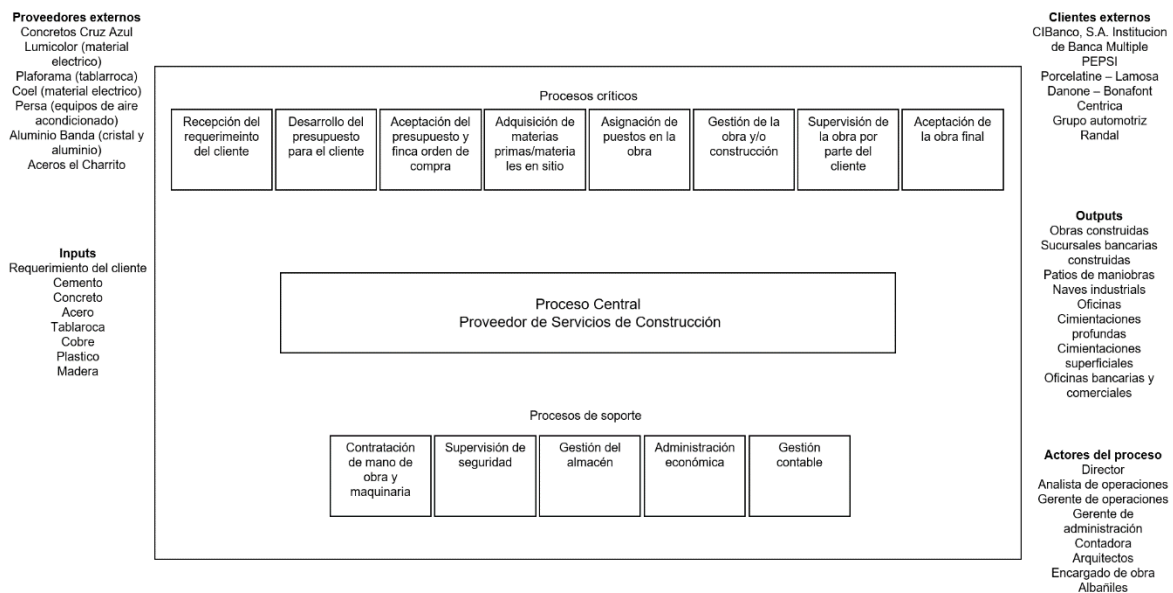 Proveedores externos
Concretos Cruz Azul
Lumicolor (material
electrico)
Plaforama (tablarroca)
Coel (material electrico)
Persa (equipos de aire
acondicionado)
Aluminio Banda (cristal y
aluminio)
Aceros el Charrito
Clientes externos
CIBanco, S.A. Institucion
de Banca Multiple
PEPSI
Porcelatine – Lamosa
Danone – Bonafont
Centrica
Grupo automotriz
Randal
Procesos críticos
Recepción del
requerimeinto
del cliente
Desarrollo del
presupuesto
para el cliente
Aceptación del
presupuesto y
finca orden de
compra
Adquisición de
materias
primas/materia
les en sitio
Asignación de
puestos en la
obra
Gestión de la
obra y/o
construcción
Supervisión de
la obra por
parte del
cliente
Aceptación de
la obra final
Inputs
Requerimiento del cliente
Cemento
Concreto
Acero
Tablaroca
Cobre
Plastico
Madera
Proceso Central
Proveedor de Servicios de Construcción
Outputs
Obras construidas
Sucursales bancarias
construidas
Patios de maniobras
Naves industrials
Oficinas
Cimientaciones
profundas
Cimientaciones
superficiales
Oficinas bancarias y
comerciales
Procesos de soporte
Contratación
de mano de
obra y
maquinaria
Supervisión de
seguridad
Gestión del
almacén
Administración
económica
Gestión
contable
Actores del proceso
Director
Analista de operaciones
Gerente de operaciones
Gerente de
administración
Contadora
Arquitectos
Encargado de obra
Albañiles